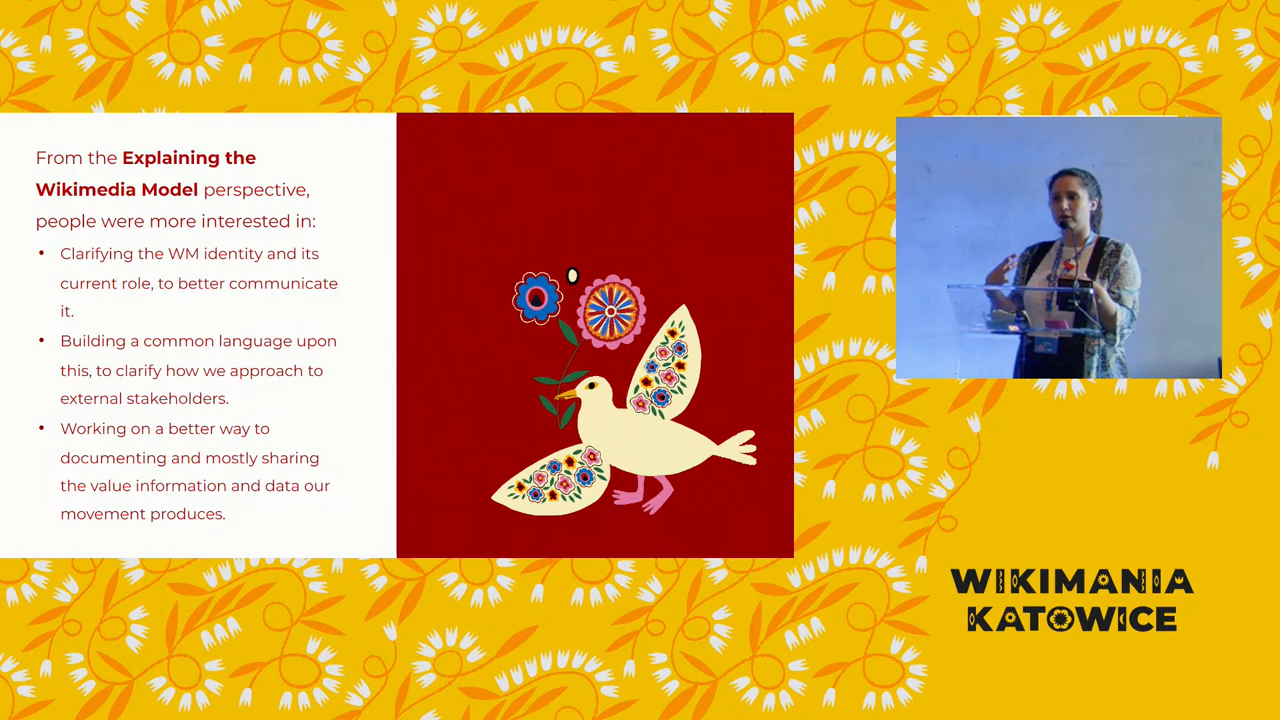 From the Explaining the
Wikimedia Model perspective,
people were more interested in:
• Clarifying the WM identity and its
current role, to better communicate
it.
• Building a common language upon
this, to clarify how we approach to
external stakeholders.
• Working on a better way to
documenting and mostly sharing
the value information and data our
movement produces.
WIKIMANIA
KATOWICE